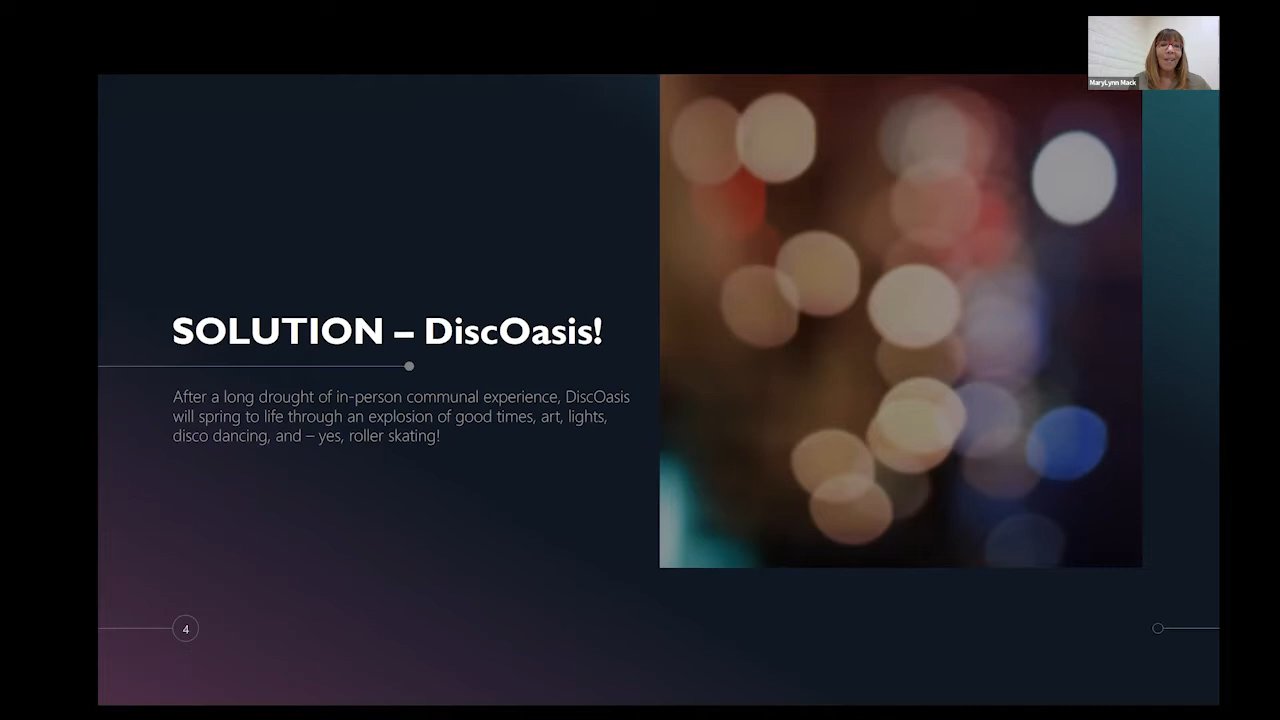 MaryLynn Mack
SOLUTION – DiscOasis!
After a long drought of in-person communal experience, DiscOasis
will spring to life through an explosion of good times, art, lights,
disco dancing, and – yes, roller skating!
4